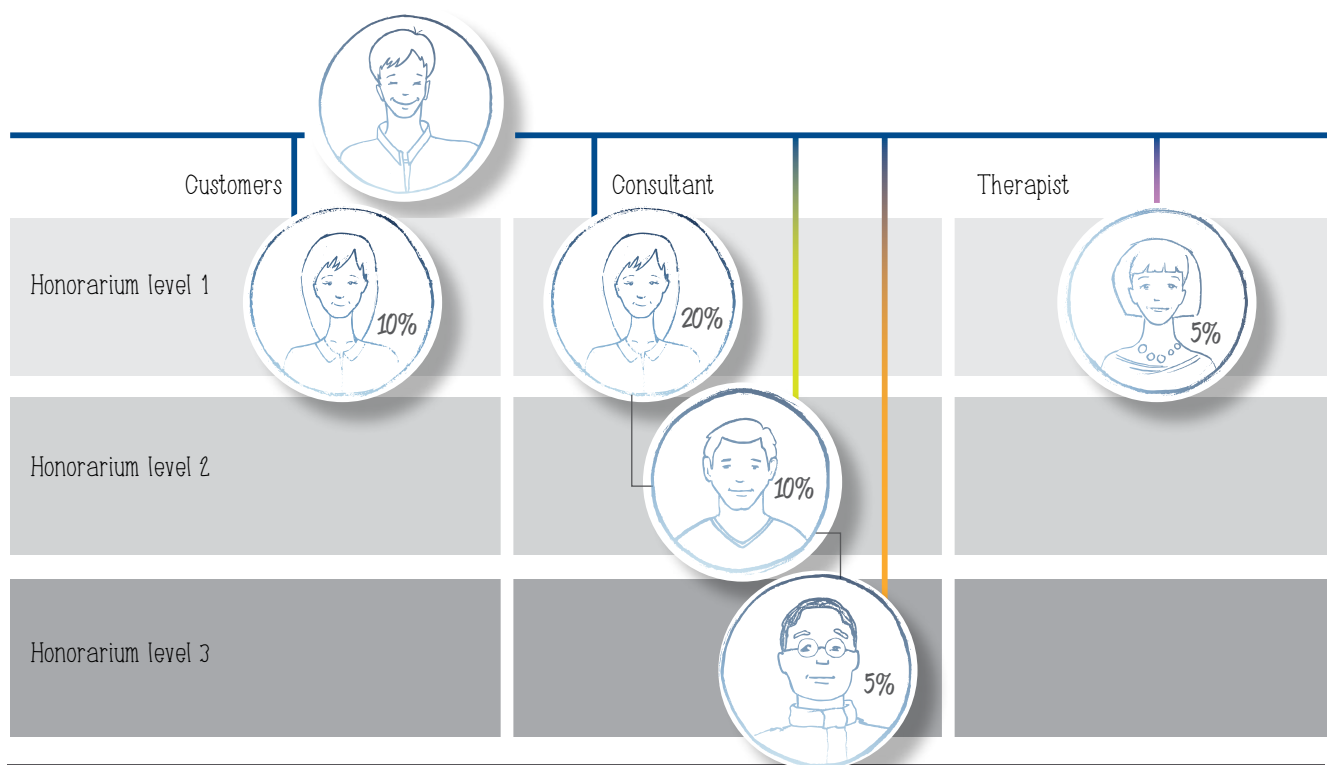 Customers
Consultant
Therapist
Honorarium level 1
10%
20%
5%
Honorarium level 2
10%
Honorarium level 3
5%